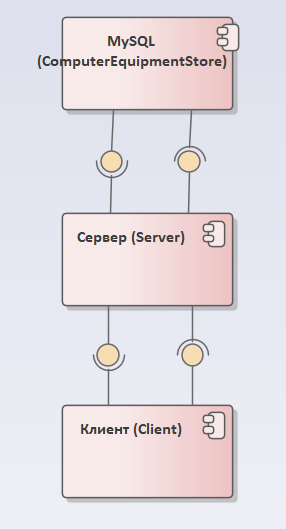 MySQL
(ComputerEquipmentStore)
Сервер (Server)
Клиент (Client)